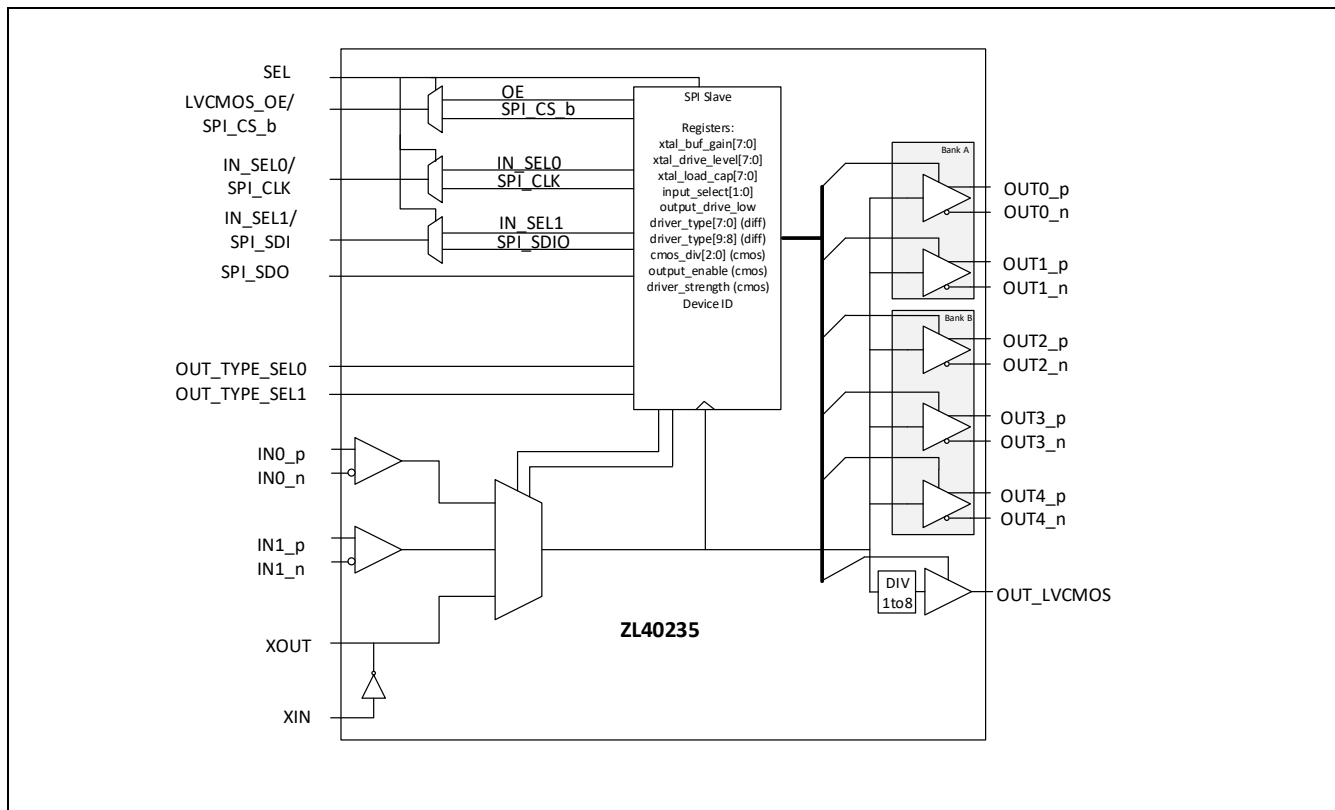 SEL
LVCMOS_OE/
SPI_CS_b
IN_SEL0/
SPI_CLK
IN_SEL1/
SPI_SDI
SPI_SDO
OUT_TYPE_SEL0
OUT_TYPE_SEL1
IN0_p
IN0_n
IN1_p
IN1_n
XOUT
XIN
OE
SPI_CS_b
IN_SEL0
SPI_CLK
IN_SEL1
SPI_SDIO
SPI Slave
Registers:
xtal_buf_gain[7:0]
xtal_drive_level[7:0]
xtal_load_cap[7:0]
input_select[1:0]
output_drive_low
driver_type[7:0] (diff)
driver_type[9:8] (diff)
cmos_div[2:0] (cmos)
output_enable (cmos)
driver_strength (cmos)
Device ID
Bank A
OUT0_p
OUT0_n
OUT1_p
OUT1_n
Bank B
OUT2_p
OUT2_n
OUT3_p
OUT3_n
OUT4_p
OUT4_n
DIV
1to8
OUT_LVCMOS
ZL40235